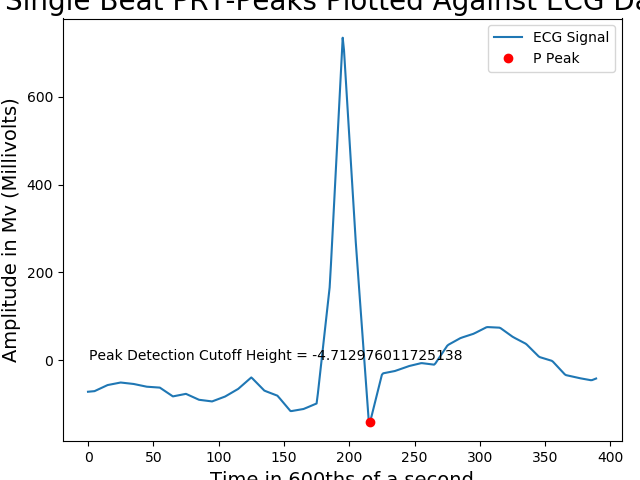 Single Beat PRT-Peaks Plotted Against ECG Da
ECG Signal
P Peak
Amplitude in Mv (Millivolts)
600
400
200
0
Peak Detection Cutoff Height = -4.712976011725138
0 50 100 150 200 250 300 350 400
Time in 600ths of a second